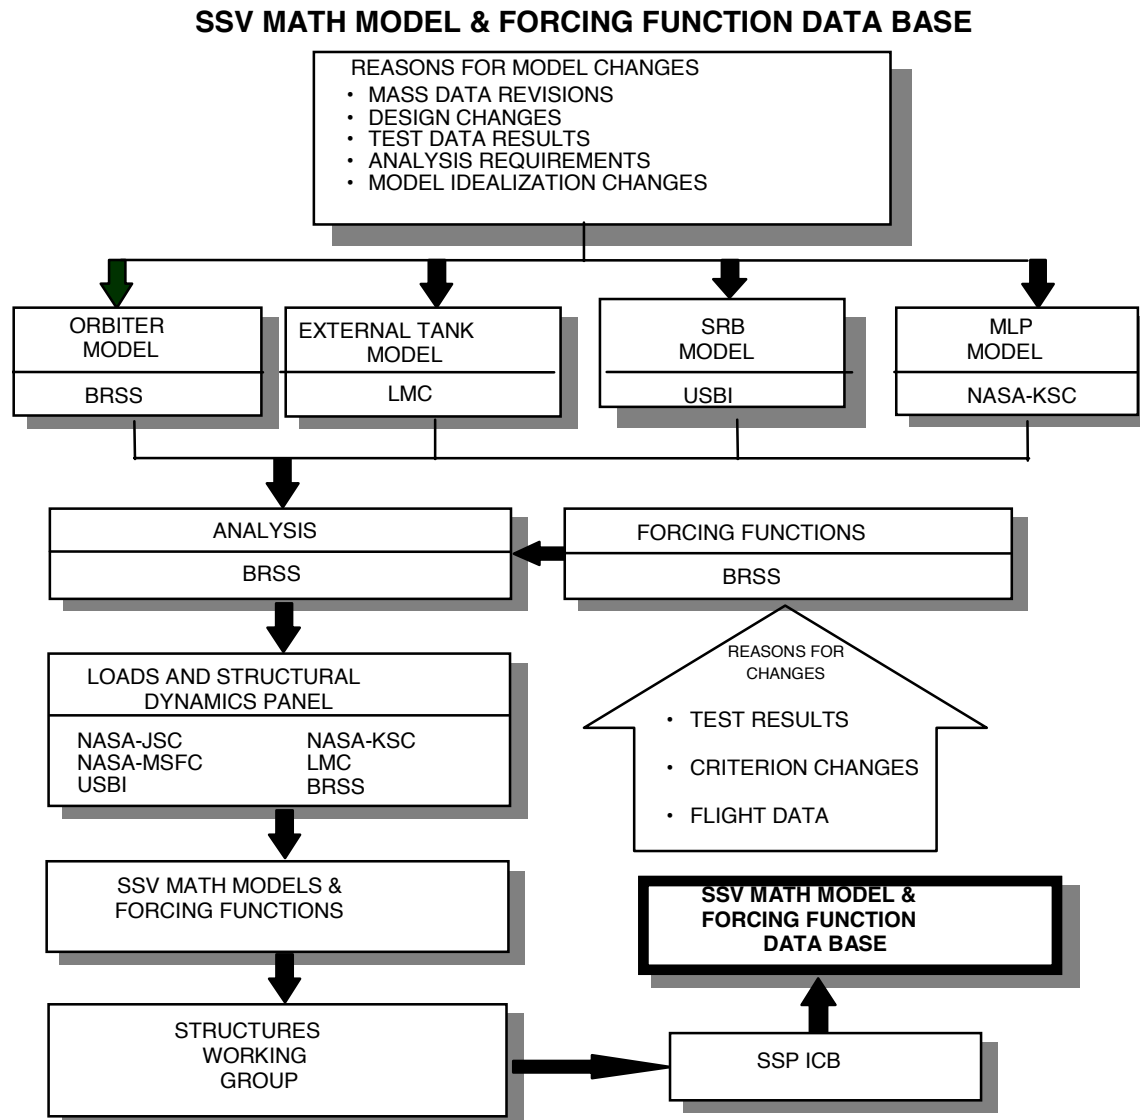 SSV MATH MODEL & FORCING FUNCTION DATA BASE
REASONS FOR MODEL CHANGES
• MASS DATA REVISIONS
• DESIGN CHANGES
• TEST DATA RESULTS
• ANALYSIS REQUIREMENTS
• MODEL IDEALIZATION CHANGES
ORBITER
MODEL
BRSS
EXTERNAL TANK
MODEL
LMC
SRB
MODEL
USBI
MLP
MODEL
NASA-KSC
ANALYSIS
BRSS
FORCING FUNCTIONS
BRSS
REASONS FOR
CHANGES
• TEST RESULTS
• CRITERION CHANGES
• FLIGHT DATA
LOADS AND STRUCTURAL
DYNAMICS PANEL
NASA-JSC
NASA-MSFC
USBI
NASA-KSC
LMC
BRSS
SSV MATH MODELS &
FORCING FUNCTIONS
STRUCTURES
WORKING
GROUP
SSP ICB
SSV MATH MODEL &
FORCING FUNCTION
DATA BASE